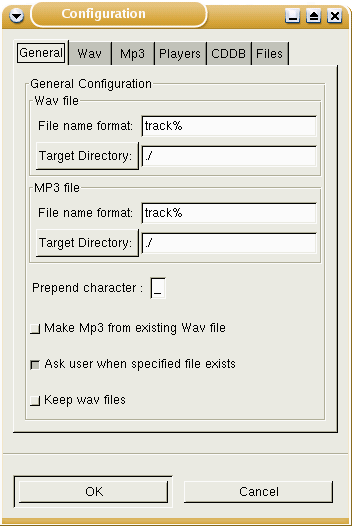 Configuration
General Wav Mp3 Players CDDB Files
General Configuration
Wav file
File name format: track%
Target Directory: ./
MP3 file
File name format: track%
Target Directory: ./
Prepend character : _
Make Mp3 from existing Wav file
Ask user when specified file exists
Keep wav files
OK Cancel